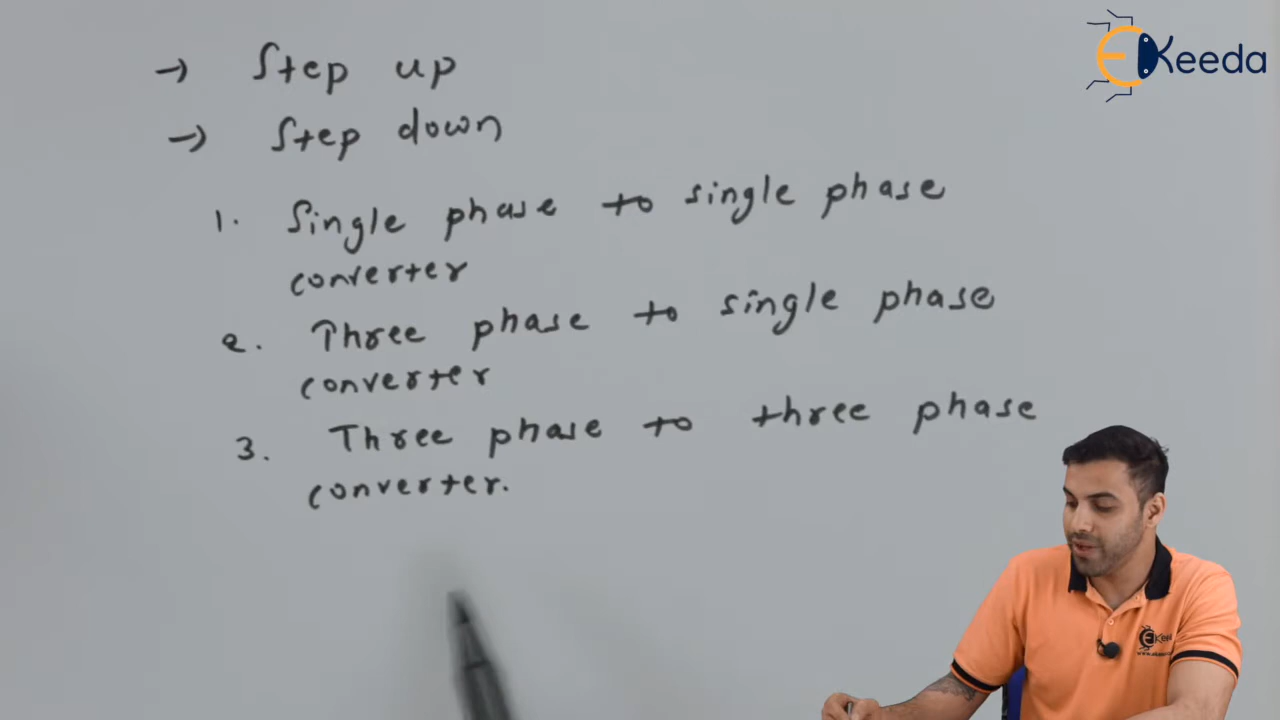 EKeeda
→ Step up
→ Step down
1. Single phase to single phase
converter
2. Three phase to single phase
converter
3. Three phase to three phase
converter.
EKee